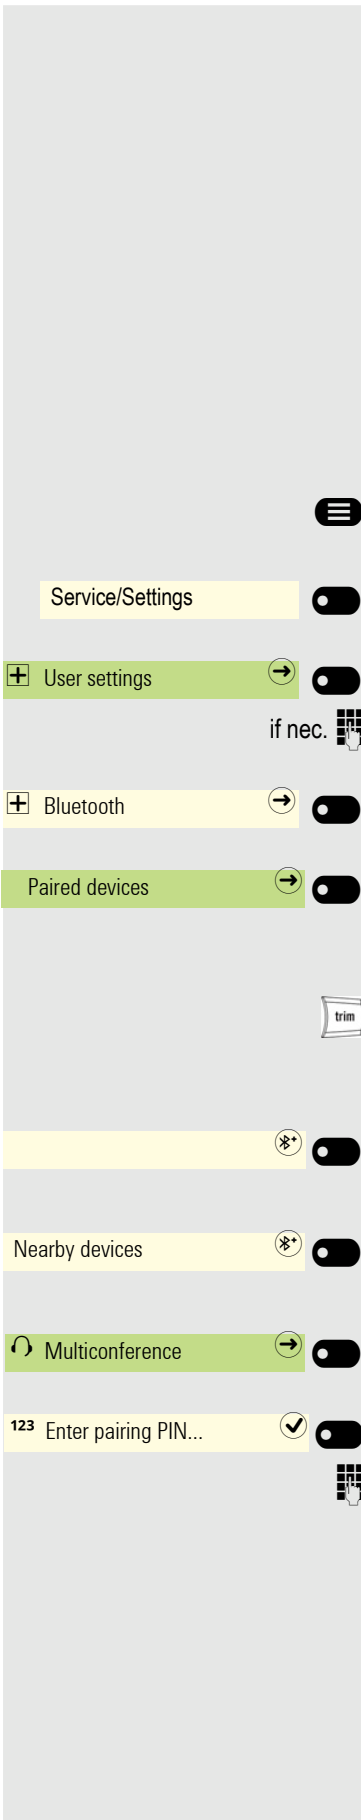 Service/Settings
User settings
if nec.
Bluetooth
Paired devices
trim
Nearby devices
Multiconference
123 Enter pairing PIN...